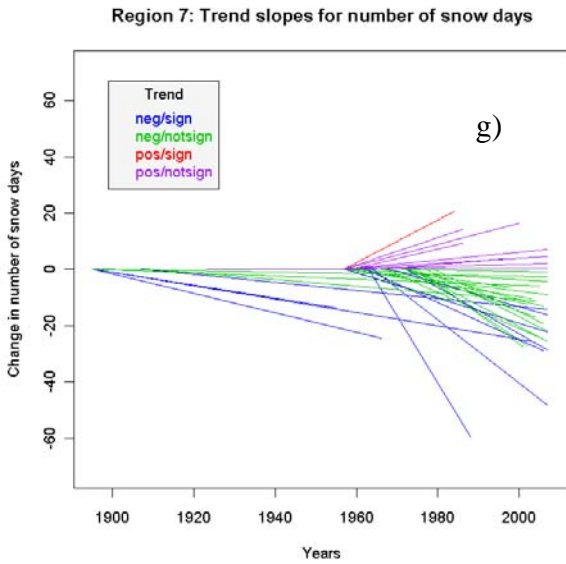 Region 7: Trend slopes for number of snow days
Change in number of snow days
60
40
20
0
-20
-40
-60
Trend
neg/sign
neg/notsign
pos/sign
pos/notsign
g)
1900 1920 1940 1960 1980 2000
Years